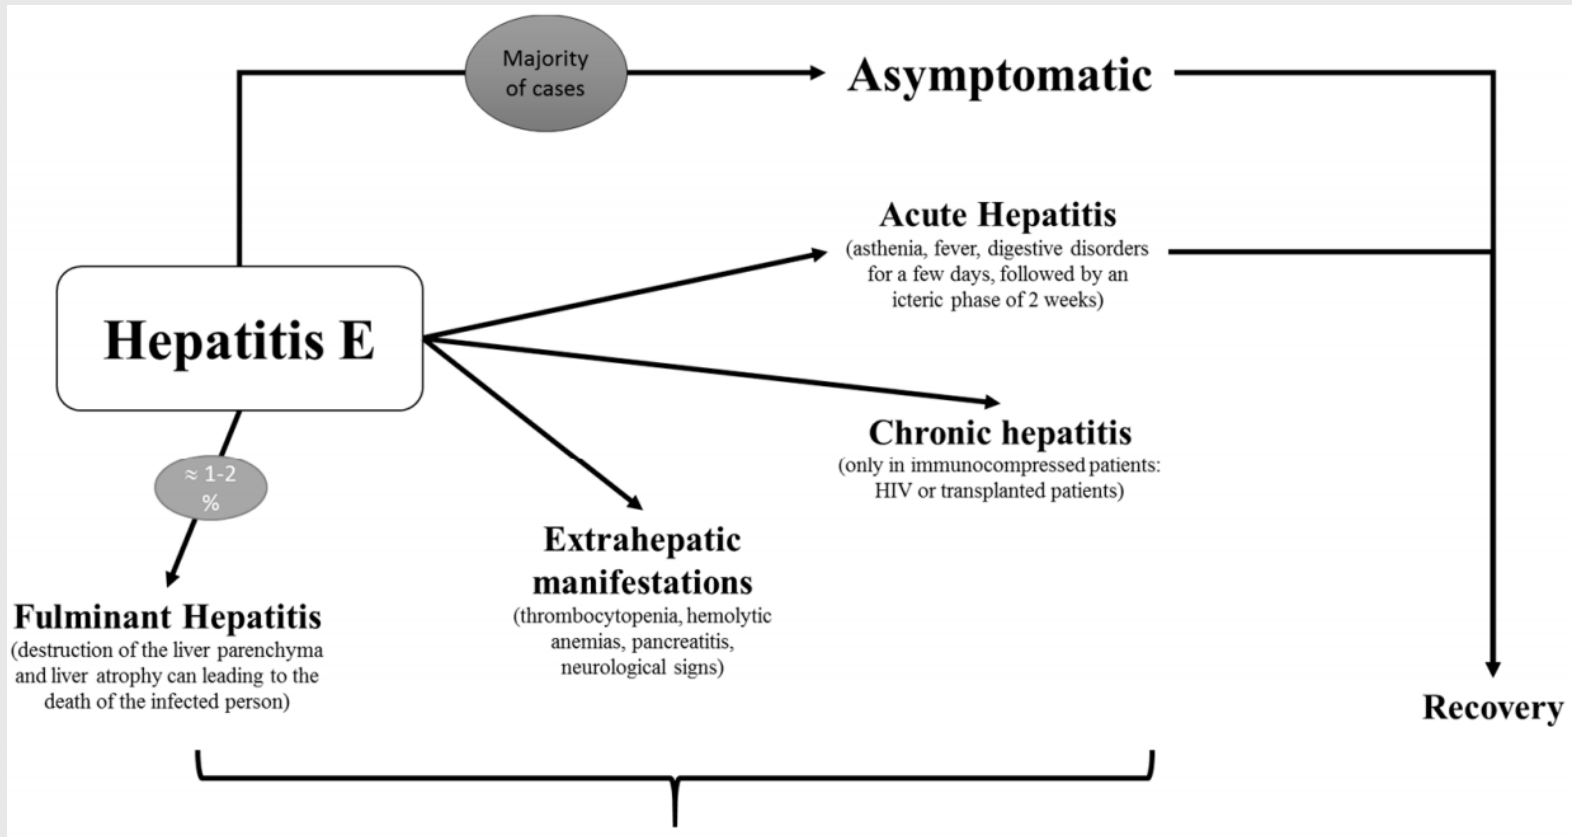 Majority
of cases
Asymptomatic
Acute Hepatitis
(asthenia, fever, digestive disorders
for a few days, followed by an
icteric phase of 2 weeks)
Hepatitis E
Chronic hepatitis
(only in immunocompressed patients:
HIV or transplanted patients)
≈ 1-2
%
Extrahepatic
manifestations
(thrombocytopenia, hemolytic
anemias, pancreatitis,
neurological signs)
Fulminant Hepatitis
(destruction of the liver parenchyma
and liver atrophy can leading to the
death of the infected person)
Recovery